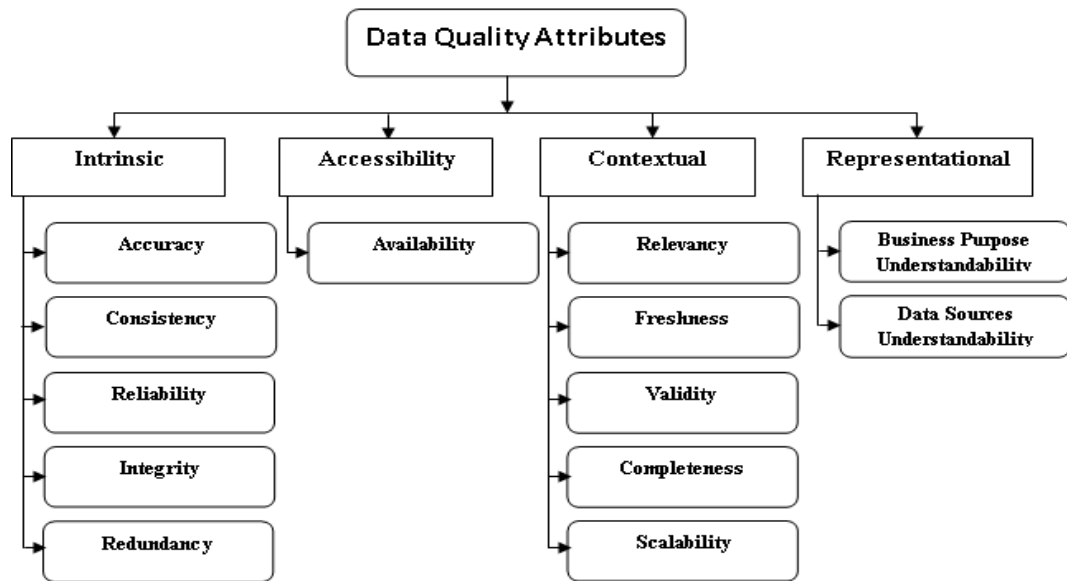 Data Quality Attributes
Intrinsic
Accessibility
Contextual
Representational
Accuracy
Consistency
Reliability
Integrity
Redundancy
Availability
Relevancy
Freshness
Validity
Completeness
Scalability
Business Purpose
Understandability
Data Sources
Understandability